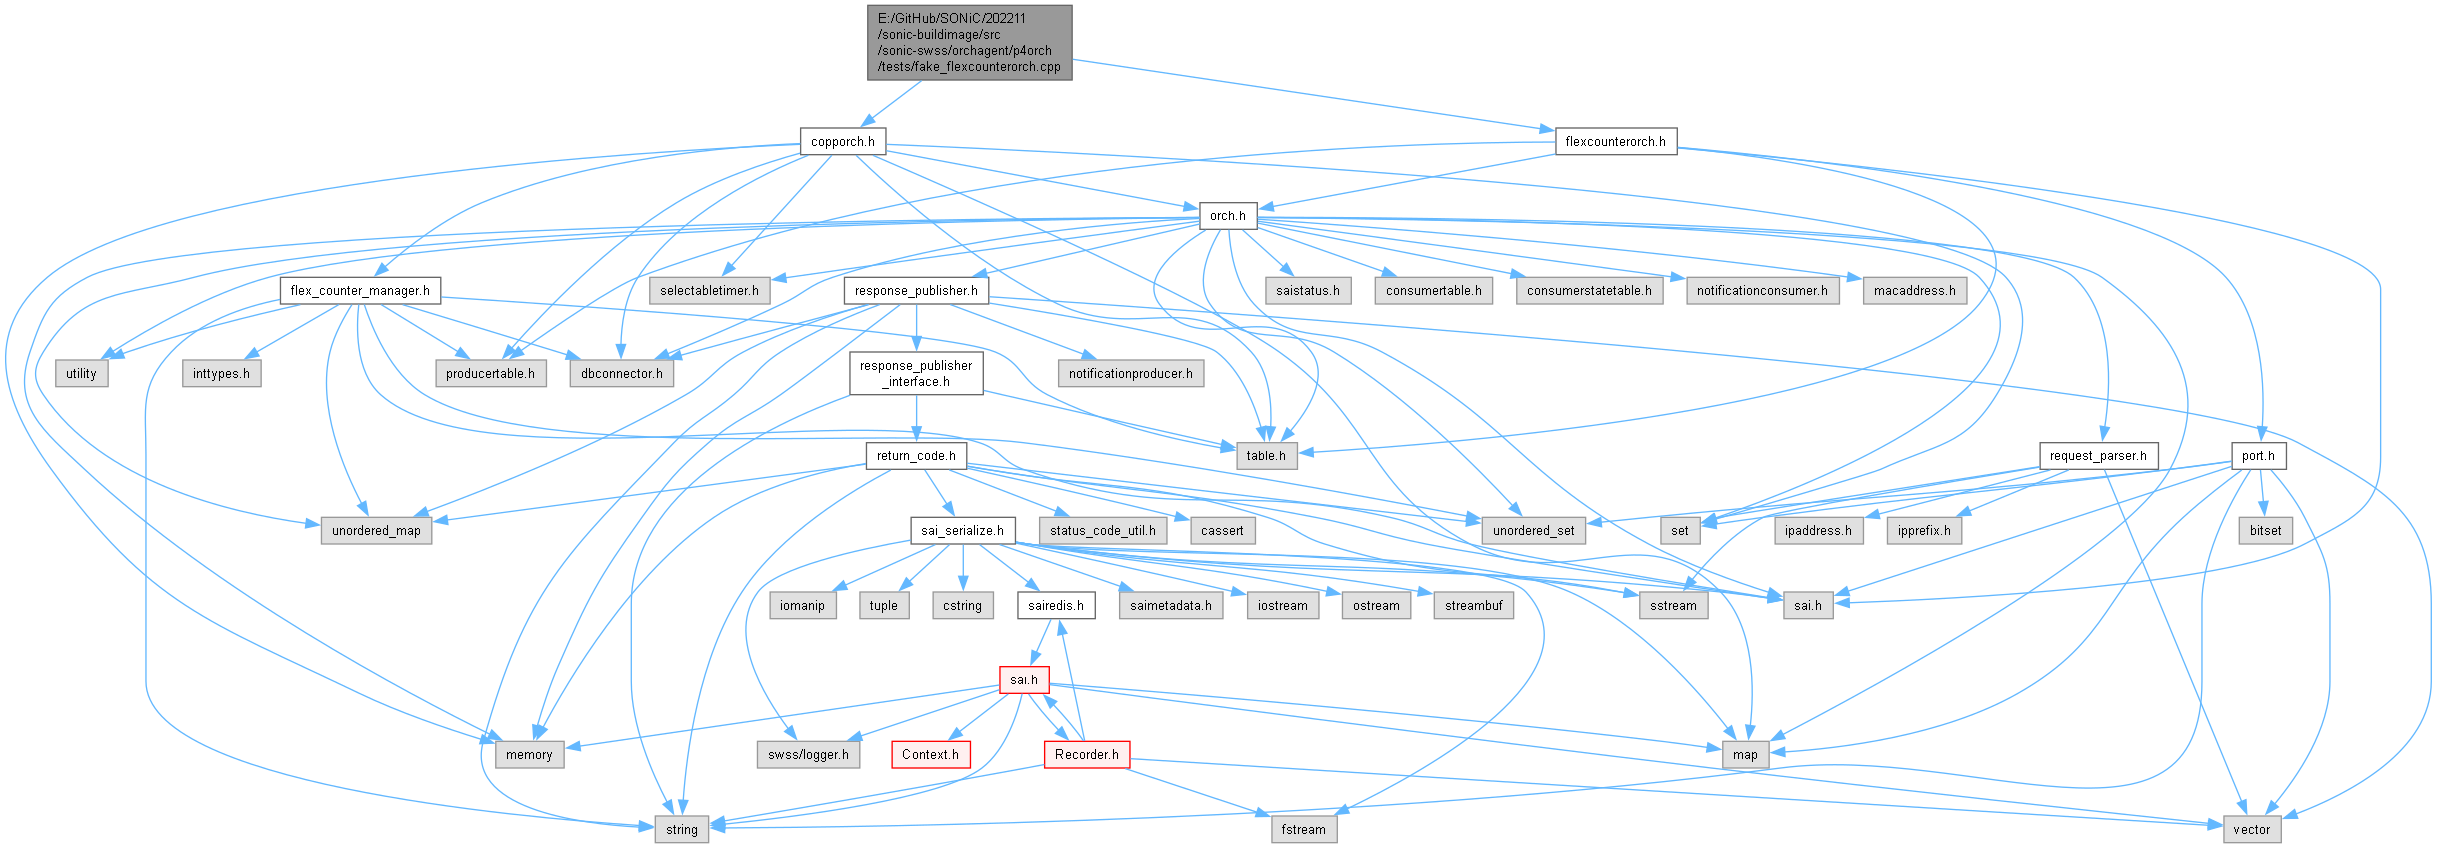 E:/GitHub/SONiC/202211
/sonic-buildimage/src
/sonic-swss/orchagent/p4orch
/tests/fake_flexcounterorch.cpp
copporch.h
flexcounterorch.h
orch.h
flex_counter_manager.h
selectabletimer.h
response_publisher.h
saistatus.h
consumertable.h
consumerstatetable.h
notificationconsumer.h
macaddress.h
utility
inttypes.h
producertable.h
dbconnector.h
response_publisher
_interface.h
notificationproducer.h
return_code.h
table.h
request_parser.h
port.h
unordered_map
sai_serialize.h
status_code_util.h
cassert
unordered_set
set
ipaddress.h
ipprefix.h
bitset
iomanip
tuple
cstring
sairedis.h
saimetadata.h
iostream
ostream
streambuf
sstream
sai.h
sai.h
memory
swss/logger.h
Context.h
Recorder.h
map
string
fstream
vector